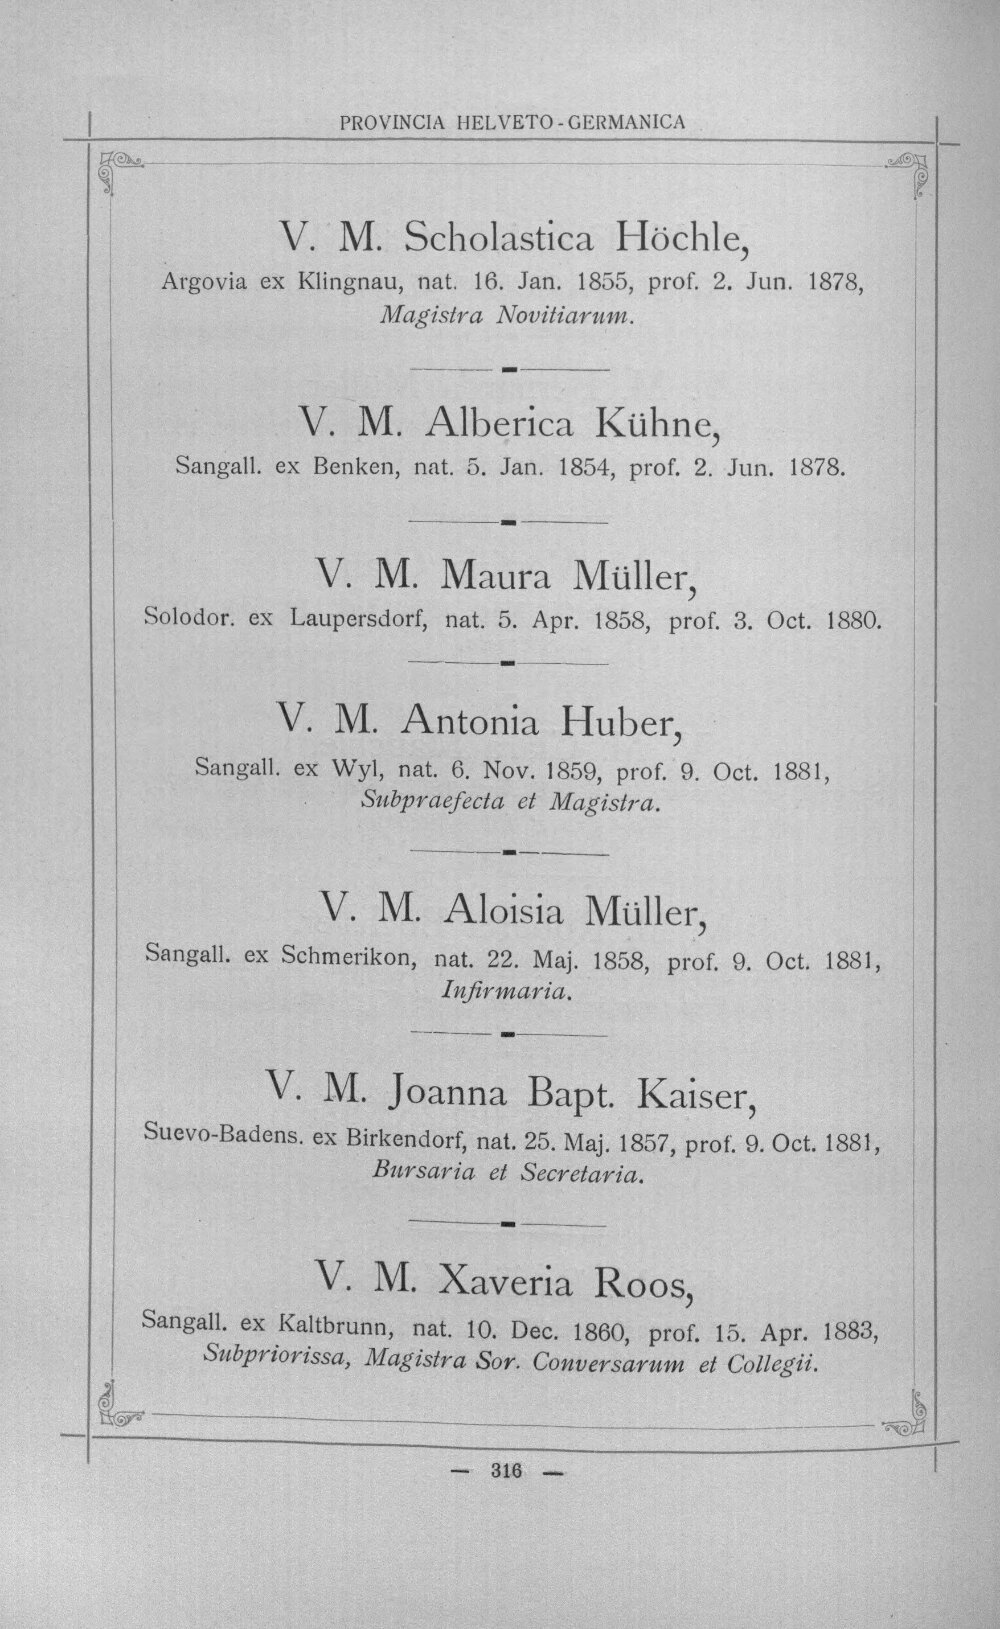 PROVINCIA HELVETO-GERMANICA
V. M. Scholastica Höchle,
Argovia ex Klingnau, nat. 16. Jan. 1855, prof. 2. Jun. 1878,
Magistra Novitiarum.
V. M. Alberica Kühne,
Sangall. ex Benken, nat. 5. Jan. 1854, prof. 2. Jun. 1878.
V. M. Maura Müller,
Solodor. ex Laupersdorf, nat. 5. Apr. 1858, prof. 3. Oct. 1880.
V. M. Antonia Huber,
Sangall. ex Wyl, nat. 6. Nov. 1859, prof. 9. Oct. 1881,
Subpraefecta et Magistra.
V. M. Aloisia Müller,
Sangall. ex Schmerikon, nat. 22. Maj. 1858, prof. 9. Oct. 1881,
Infirmaria.
V. M. Joanna Bapt. Kaiser,
Suevo-Badens. ex Birkendorf, nat. 25. Maj. 1857, prof. 9. Oct. 1881,
Bursaria et Secretaria.
V. M. Xaveria Roos,
Sangall. ex Kaltbrunn, nat. 10. Dec. 1860, prof. 15. Apr. 1883,
Subpriorissa, Magistra Sor. Conversarum et Collegii.
— 316 —